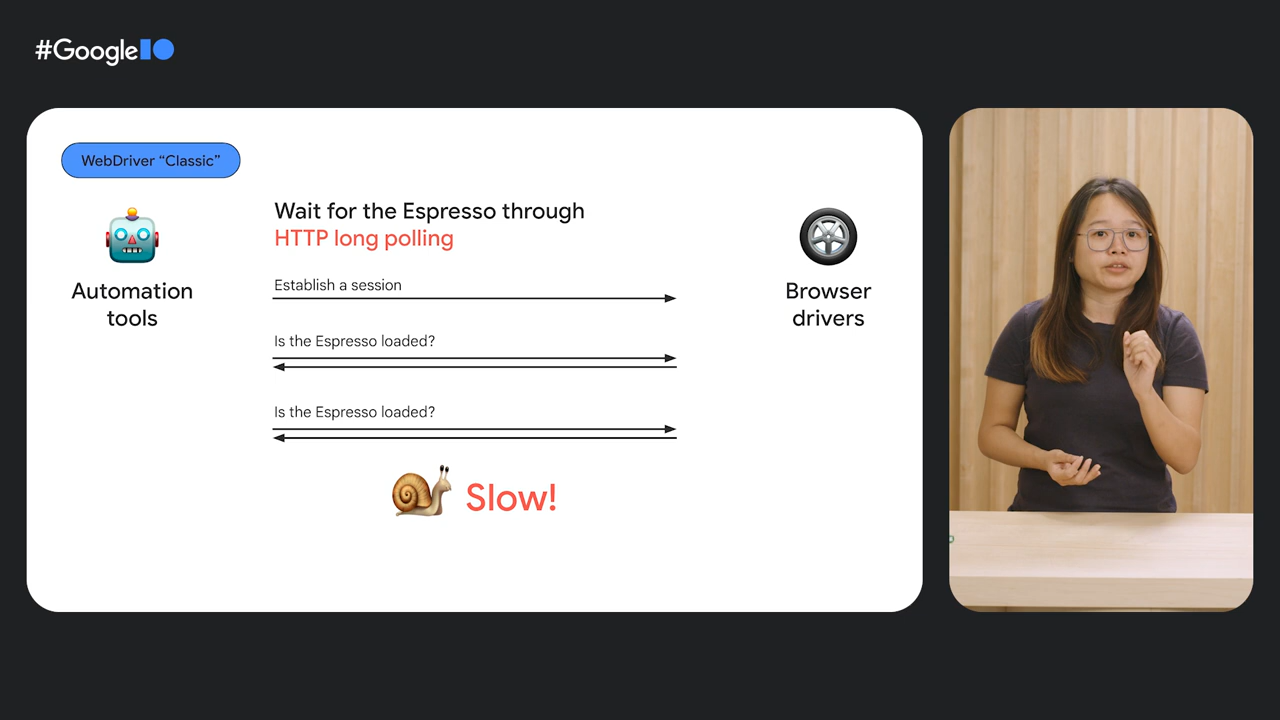 #GoogleIO
WebDriver “Classic”
Wait for the Espresso through
HTTP long polling
Establish a session
Automation
tools
Browser
drivers
Is the Espresso loaded?
Is the Espresso loaded?
Slow!